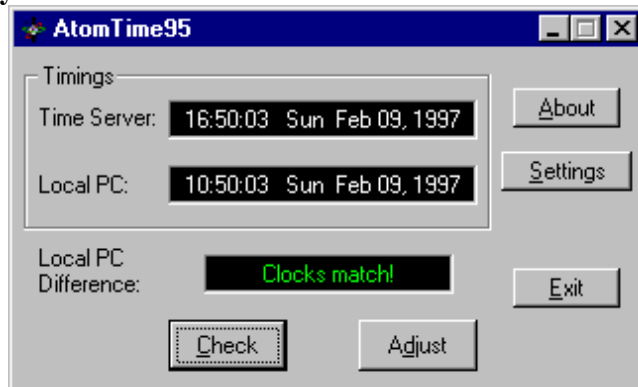 y
AtomTime95
Timings
Time Server: 16:50:03 Sun Feb 09, 1997
About
Local PC: 10:50:03 Sun Feb 09, 1997
Settings
Local PC
Difference: Clocks match!
Exit
Check Adjust